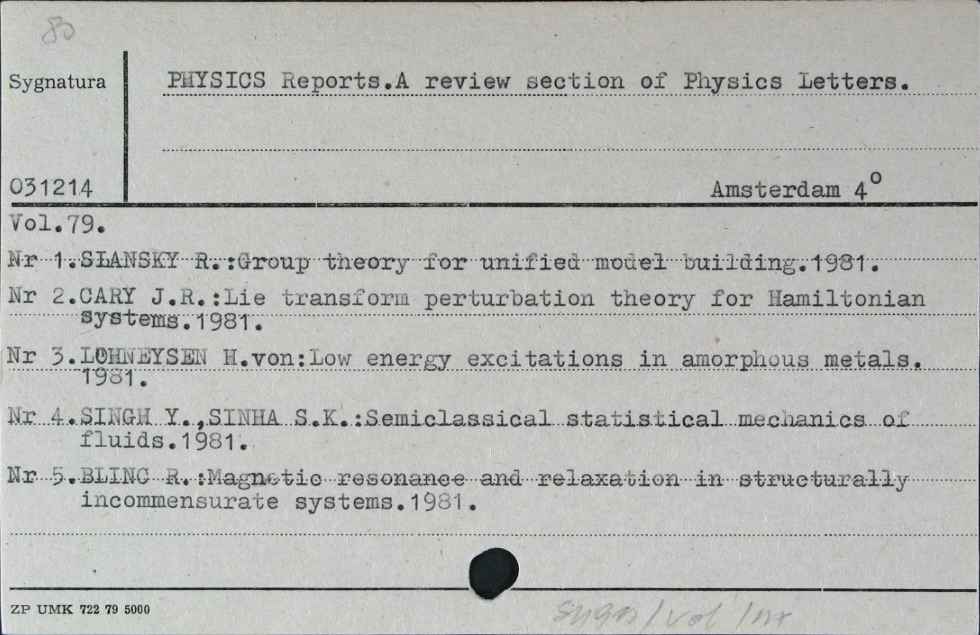 80
Sygnatura
PHYSICS Reports.A review section of Physics Letters.
031214
Amsterdam 4°
Vol.79.
Nr 1.SLANSKY R.:Group theory for unified model building.1981.
Nr 2.CARY J.R.:Lie transform perturbation theory for Hamiltonian
systems.1981.
Nr 3.LÖHNEYSEN H.von:Low energy excitations in amorphous metals.
1981.
Nr 4.SINGH Y.,SINHA S.K.:Semiclassical statistical mechanics of
fluids.1981.
Nr 5.BLINC R.:Magnetic resonance and relaxation in structurally
incommensurate systems.1981.
ZP UMK 722 79 5000
/vol /nr